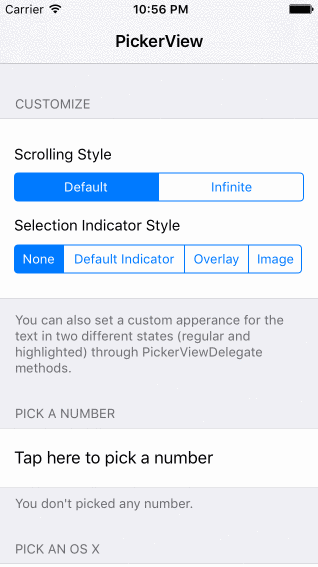 Carrier 10:56 PM
PickerView
CUSTOMIZE
Scrolling Style
Default Infinite
Selection Indicator Style
None Default Indicator Overlay Image
You can also set a custom apperance for the
text in two different states (regular and
highlighted) through PickerViewDelegate
methods.
PICK A NUMBER
Tap here to pick a number
You don't picked any number.
PICK AN OS X